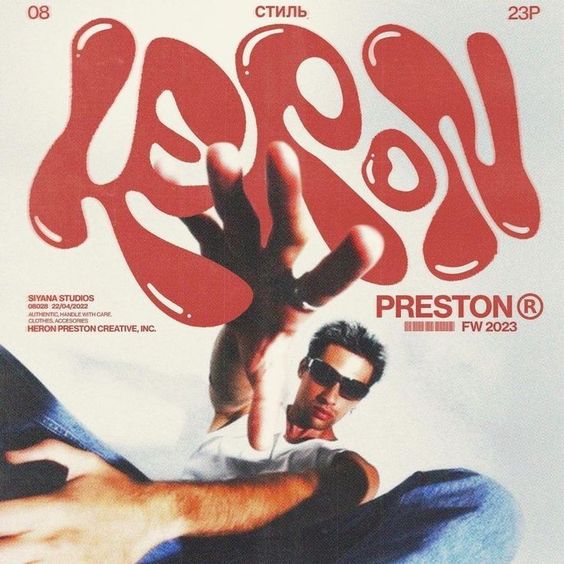 08
СТИЛЬ
23P
HERON
PRESTON®
FW 2023
SIYANA STUDIOS
08028 22/04/2022
AUTHENTIC, HANDLE WITH CARE.
CLOTHES, ACCESORIES
HERON PRESTON CREATIVE, INC.